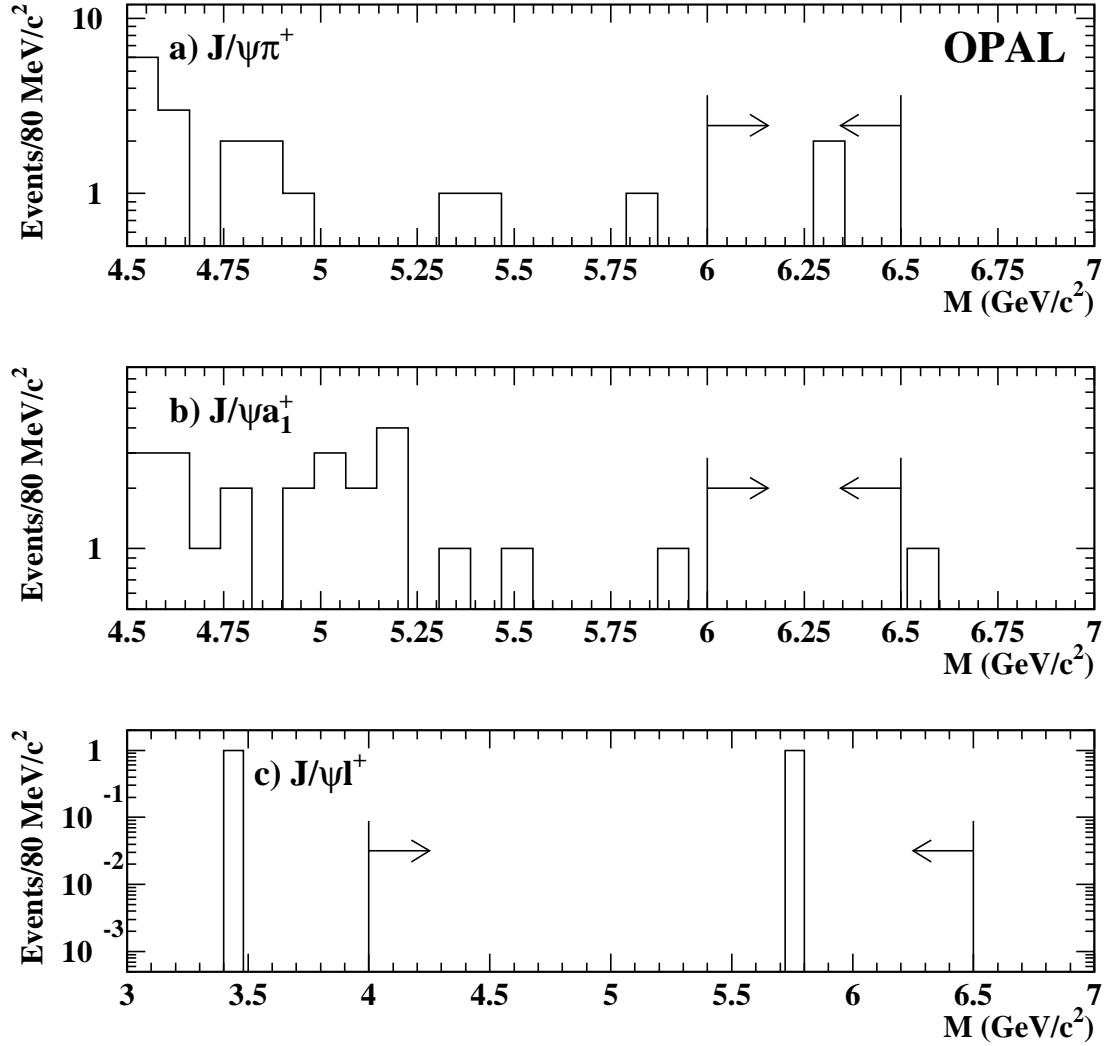 Events/80 MeV/c²
10
1
a) J/ψπ⁺
OPAL
4.5 4.75 5 5.25 5.5 5.75 6 6.25 6.5 6.75 7
M (GeV/c²)
Events/80 MeV/c²
1
b) J/ψa₁⁺
4.5 4.75 5 5.25 5.5 5.75 6 6.25 6.5 6.75 7
M (GeV/c²)
Events/80 MeV/c²
1
10⁻¹
10⁻²
10⁻³
c) J/ψl⁺
3 3.5 4 4.5 5 5.5 6 6.5 7
M (GeV/c²)